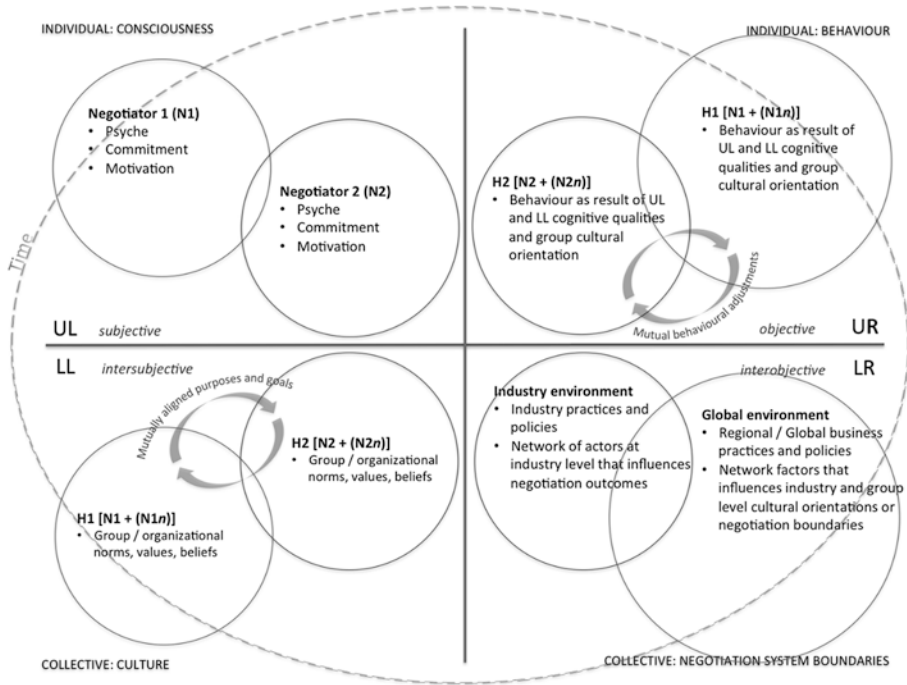 INDIVIDUAL: CONSCIOUSNESS
INDIVIDUAL: BEHAVIOUR
Negotiator 1 (N1)
• Psyche
• Commitment
• Motivation
Negotiator 2 (N2)
• Psyche
• Commitment
• Motivation
H2 [N2 + (N2n)]
• Behaviour as result of UL
and LL cognitive qualities
and group cultural
orientation
H1 [N1 + (N1n)]
• Behaviour as result of
UL and LL cognitive
qualities and group
cultural orientation
Time
Mutual behavioural adjustments
UL subjective
objective UR
LL intersubjective
interobjective LR
Mutually aligned purposes and goals
H2 [N2 + (N2n)]
• Group / organizational
norms, values, beliefs
H1 [N1 + (N1n)]
• Group / organizational
norms, values, beliefs
Industry environment
• Industry practices and
policies
• Network of actors at
industry level that influences
negotiation outcomes
Global environment
• Regional / Global business
practices and policies
• Network factors that
influences industry and group
level cultural orientations or
negotiation boundaries
COLLECTIVE: CULTURE
COLLECTIVE: NEGOTIATION SYSTEM BOUNDARIES